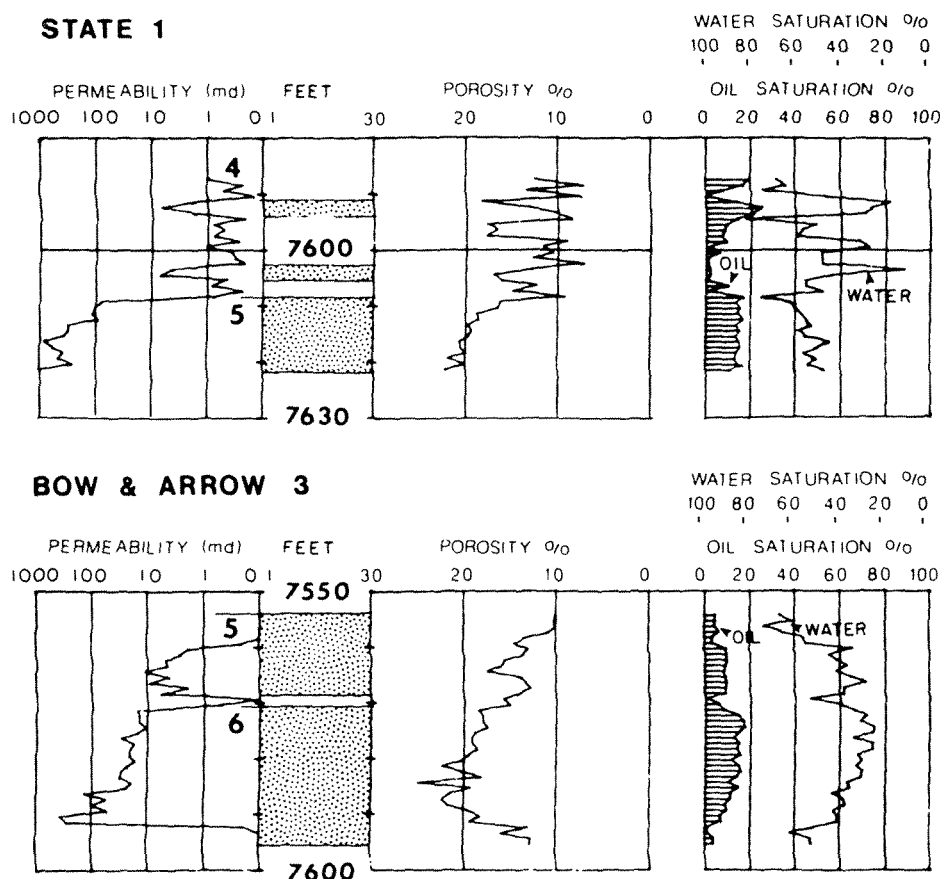 STATE 1
WATER SATURATION %
100 80 60 40 20 0
PERMEABILITY (md) FEET POROSITY % OIL SATURATION %
1000 100 10 1 0 1 30 20 10 0 0 20 40 60 80 100
4
7600
OIL
WATER
5
7630
BOW & ARROW 3
WATER SATURATION %
100 80 60 40 20 0
PERMEABILITY (md) FEET POROSITY % OIL SATURATION %
1000 100 10 1 0 1 7550 30 20 10 0 0 20 40 60 80 100
5
OIL WATER
6
7600